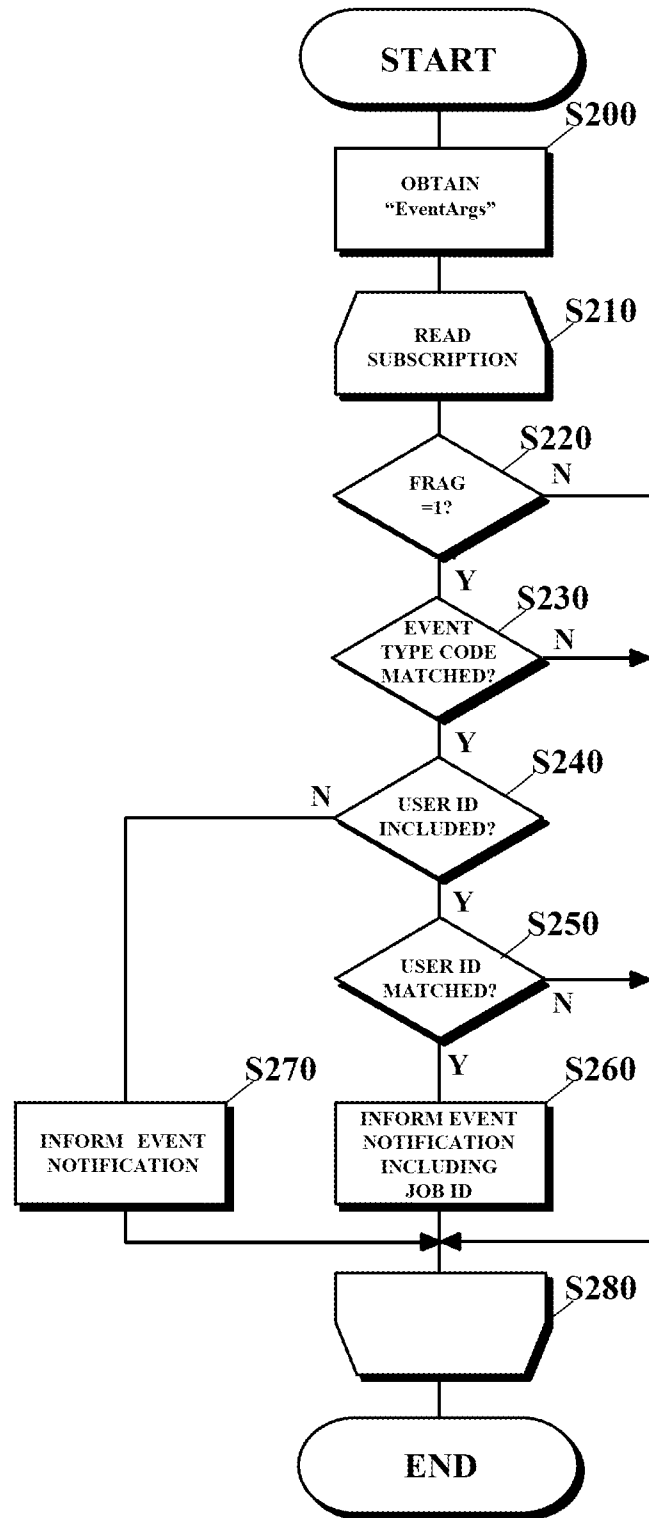 START
S200
OBTAIN
“EventArgs”
S210
READ
SUBSCRIPTION
S220
FRAG
=1?
N
Y
S230
EVENT
TYPE CODE
MATCHED?
N
Y
S240
N
USER ID
INCLUDED?
Y
S250
USER ID
MATCHED?
N
Y
S270
INFORM EVENT
NOTIFICATION
S260
INFORM EVENT
NOTIFICATION
INCLUDING
JOB ID
S280
END